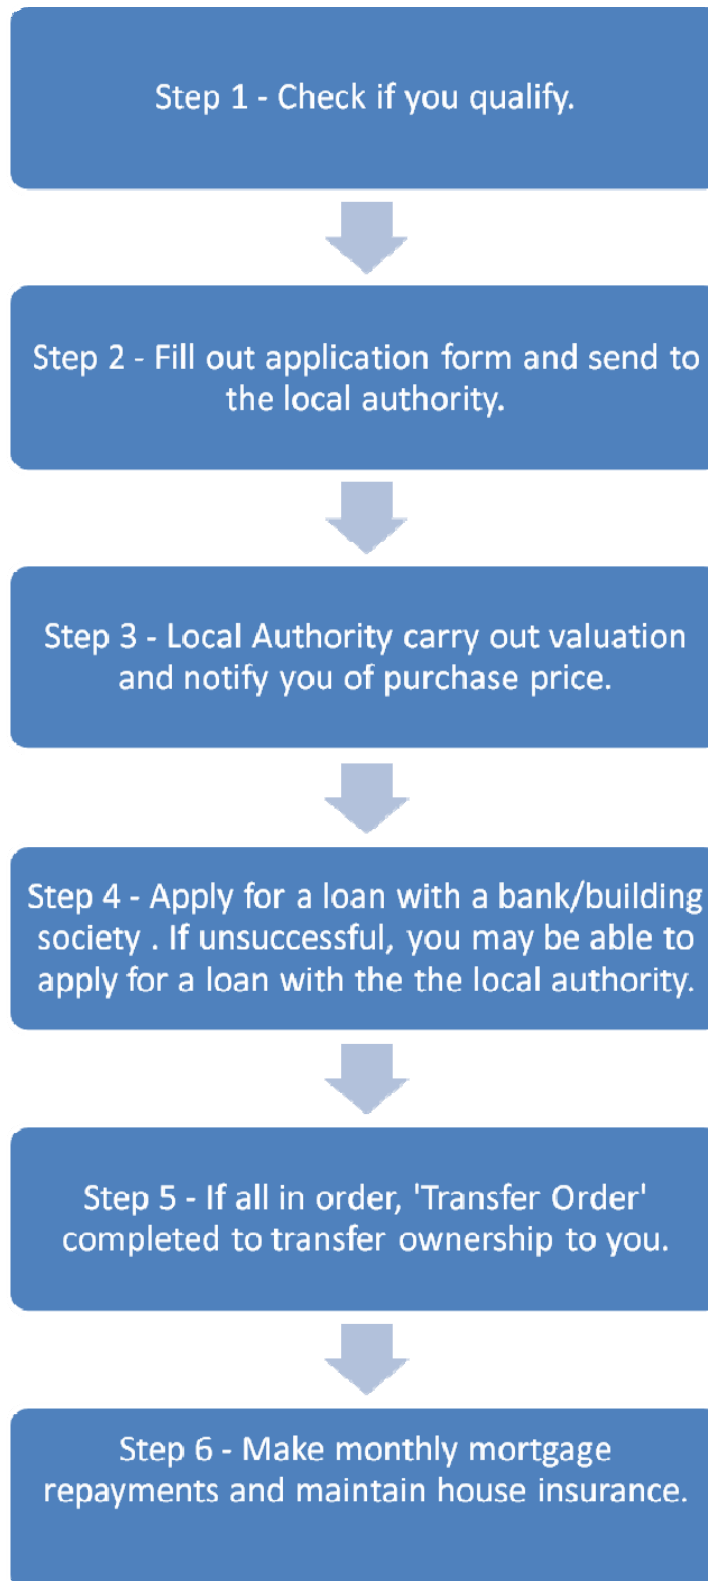 Step 1 - Check if you qualify.
Step 2 - Fill out application form and send to
the local authority.
Step 3 - Local Authority carry out valuation
and notify you of purchase price.
Step 4 - Apply for a loan with a bank/building
society . If unsuccessful, you may be able to
apply for a loan with the the local authority.
Step 5 - If all in order, 'Transfer Order'
completed to transfer ownership to you.
Step 6 - Make monthly mortgage
repayments and maintain house insurance.